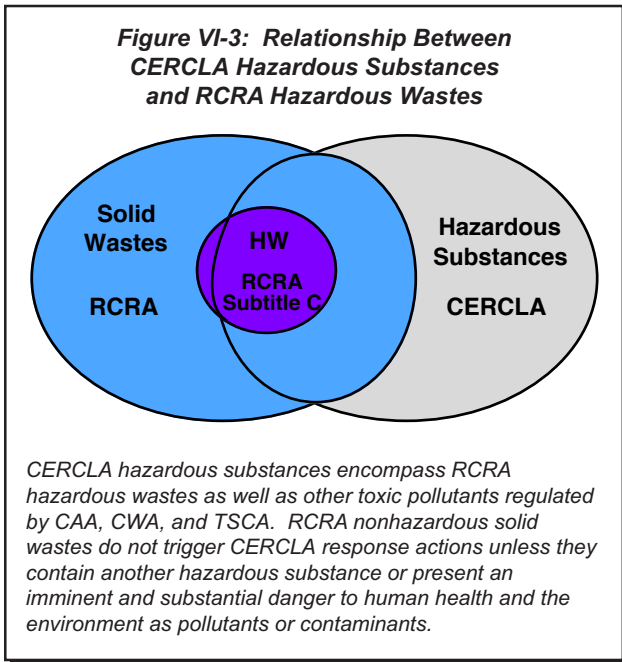 Figure VI-3: Relationship Between
CERCLA Hazardous Substances
and RCRA Hazardous Wastes
Solid
Wastes
RCRA
HW
RCRA
Subtitle C
Hazardous
Substances
CERCLA
CERCLA hazardous substances encompass RCRA
hazardous wastes as well as other toxic pollutants regulated
by CAA, CWA, and TSCA. RCRA nonhazardous solid
wastes do not trigger CERCLA response actions unless they
contain another hazardous substance or present an
imminent and substantial danger to human health and the
environment as pollutants or contaminants.